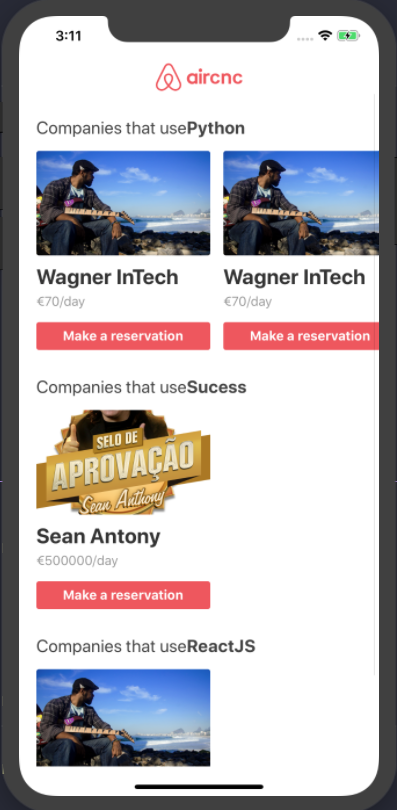 3:11
aircnc
Companies that usePython
Wagner InTech
€70/day
Make a reservation
Wagner InTech
€70/day
Make a reservation
Companies that useSucess
SELO DE
APROVAÇÃO
Sean Anthony
Sean Antony
€500000/day
Make a reservation
Companies that useReactJS